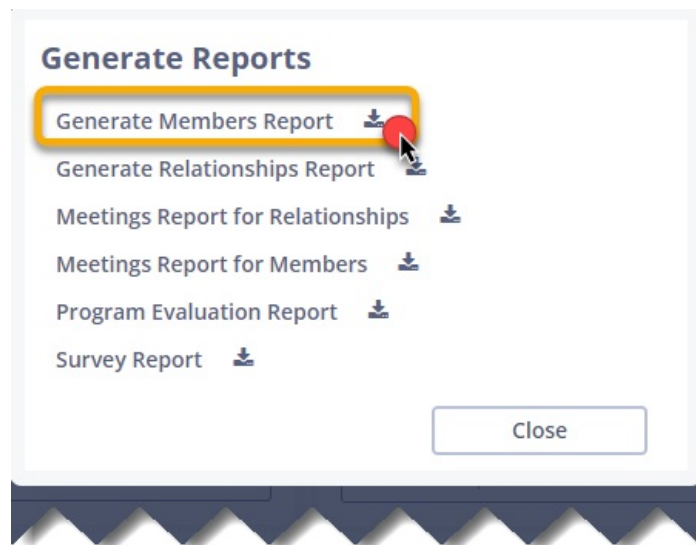 Generate Reports
Generate Members Report
Generate Relationships Report
Meetings Report for Relationships
Meetings Report for Members
Program Evaluation Report
Survey Report
Close